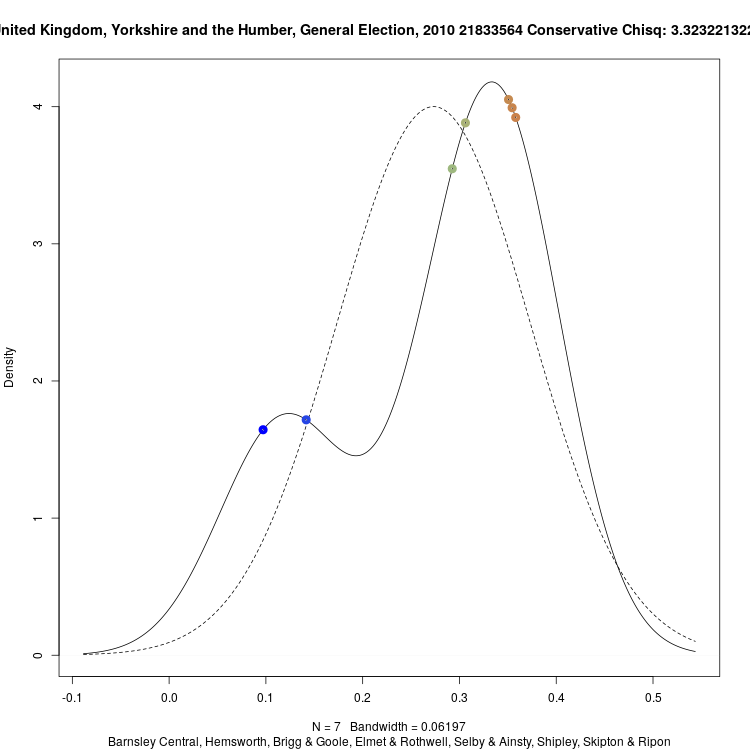 nited Kingdom, Yorkshire and the Humber, General Election, 2010 21833564 Conservative Chisq: 3.323221322
Density
4
3
2
1
0
-0.1 0.0 0.1 0.2 0.3 0.4 0.5
N = 7 Bandwidth = 0.06197
Barnsley Central, Hemsworth, Brigg & Goole, Elmet & Rothwell, Selby & Ainsty, Shipley, Skipton & Ripon